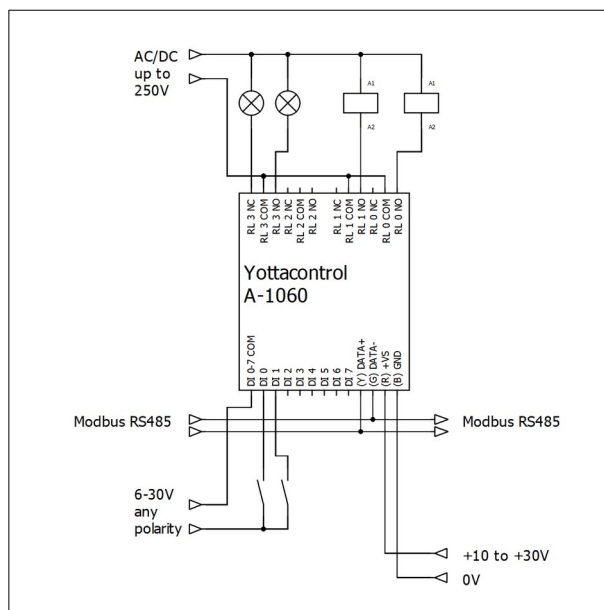 AC/DC
up to
250V
A1
A1
A2
A2
RL 3 NC
RL 3 COM
RL 3 NO
RL 2 NC
RL 2 COM
RL 2 NO
RL 1 NC
RL 1 COM
RL 1 NO
RL 0 NC
RL 0 COM
RL 0 NO
Yottacontrol
A-1060
DI 0-7 COM
DI 0
DI 1
DI 2
DI 3
DI 4
DI 5
DI 6
DI 7
(Y) DATA+
(G) DATA-
(R) +VS
(B) GND
Modbus RS485
Modbus RS485
6-30V
any
polarity
+10 to +30V
0V